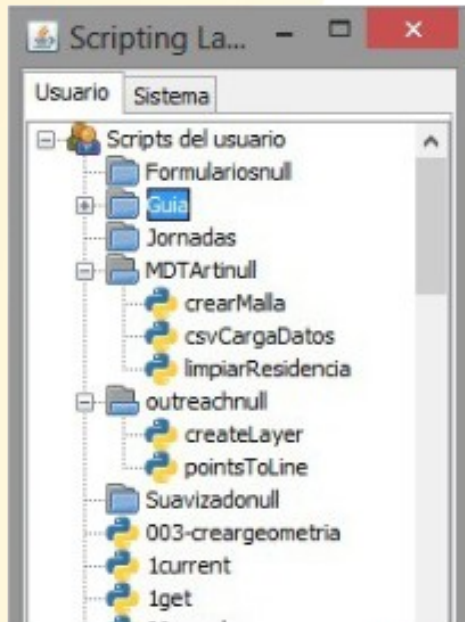 Scripting La...
Usuario Sistema
Scripts del usuario
Formulariosnull
Guia
Jornadas
MDTArtinull
crearMalla
csvCargaDatos
limpiarResidencia
outreachnull
createLayer
pointsToLine
Suavizadonull
003-creargeometria
1current
1get